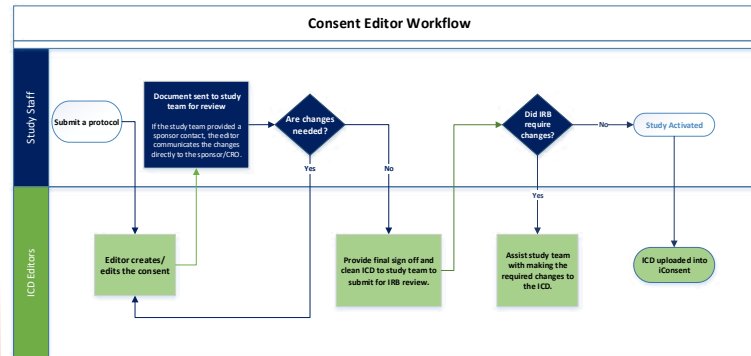 Consent Editor Workflow
Study Staff
Submit a protocol
Document sent to study
team for review
If the study team provided a
sponsor contact, the editor
communicates the changes
directly to the sponsor/CRO.
Are changes
needed?
Yes
No
Did IRB
require
changes?
No
Yes
Study Activated
ICD Editors
Editor creates/
edits the consent
Provide final sign off and
clean ICD to study team to
submit for IRB review.
Assist study team
with making the
required changes to
the ICD.
ICD uploaded into
iConsent